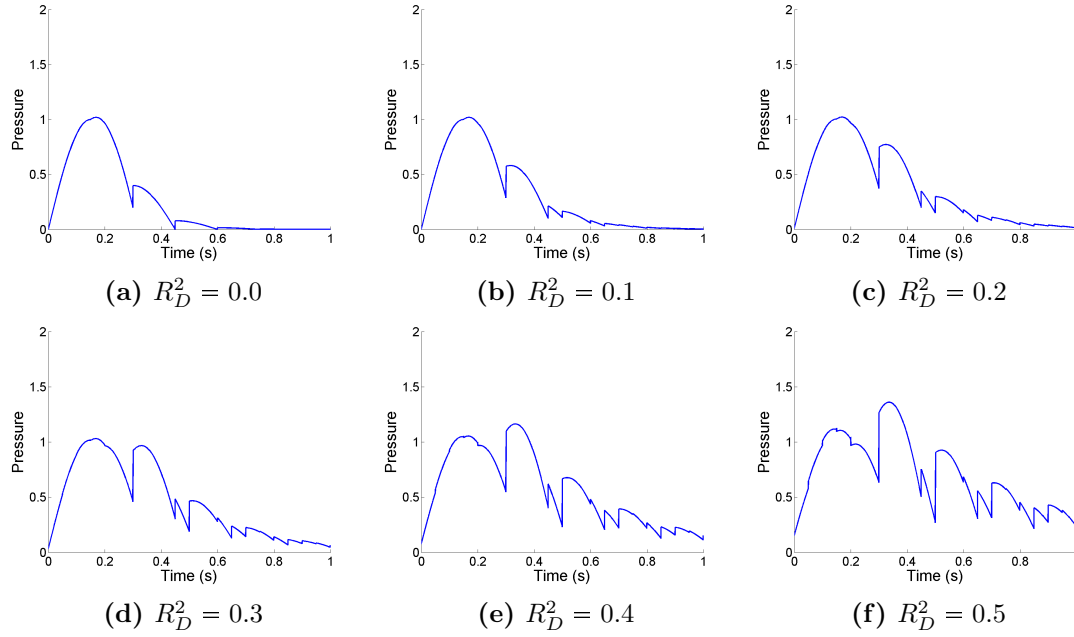 2
1.5
1
0.5
0
Pressure
0 0.2 0.4 0.6 0.8 1
Time (s)
(a) R_D^2 = 0.0
2
1.5
1
0.5
0
Pressure
0 0.2 0.4 0.6 0.8 1
Time (s)
(b) R_D^2 = 0.1
2
1.5
1
0.5
0
Pressure
0 0.2 0.4 0.6 0.8
Time (s)
(c) R_D^2 = 0.2
2
1.5
1
0.5
0
Pressure
0 0.2 0.4 0.6 0.8 1
Time (s)
(d) R_D^2 = 0.3
2
1.5
1
0.5
0
Pressure
0 0.2 0.4 0.6 0.8 1
Time (s)
(e) R_D^2 = 0.4
2
1.5
1
0.5
0
Pressure
0 0.2 0.4 0.6 0.8
Time (s)
(f) R_D^2 = 0.5